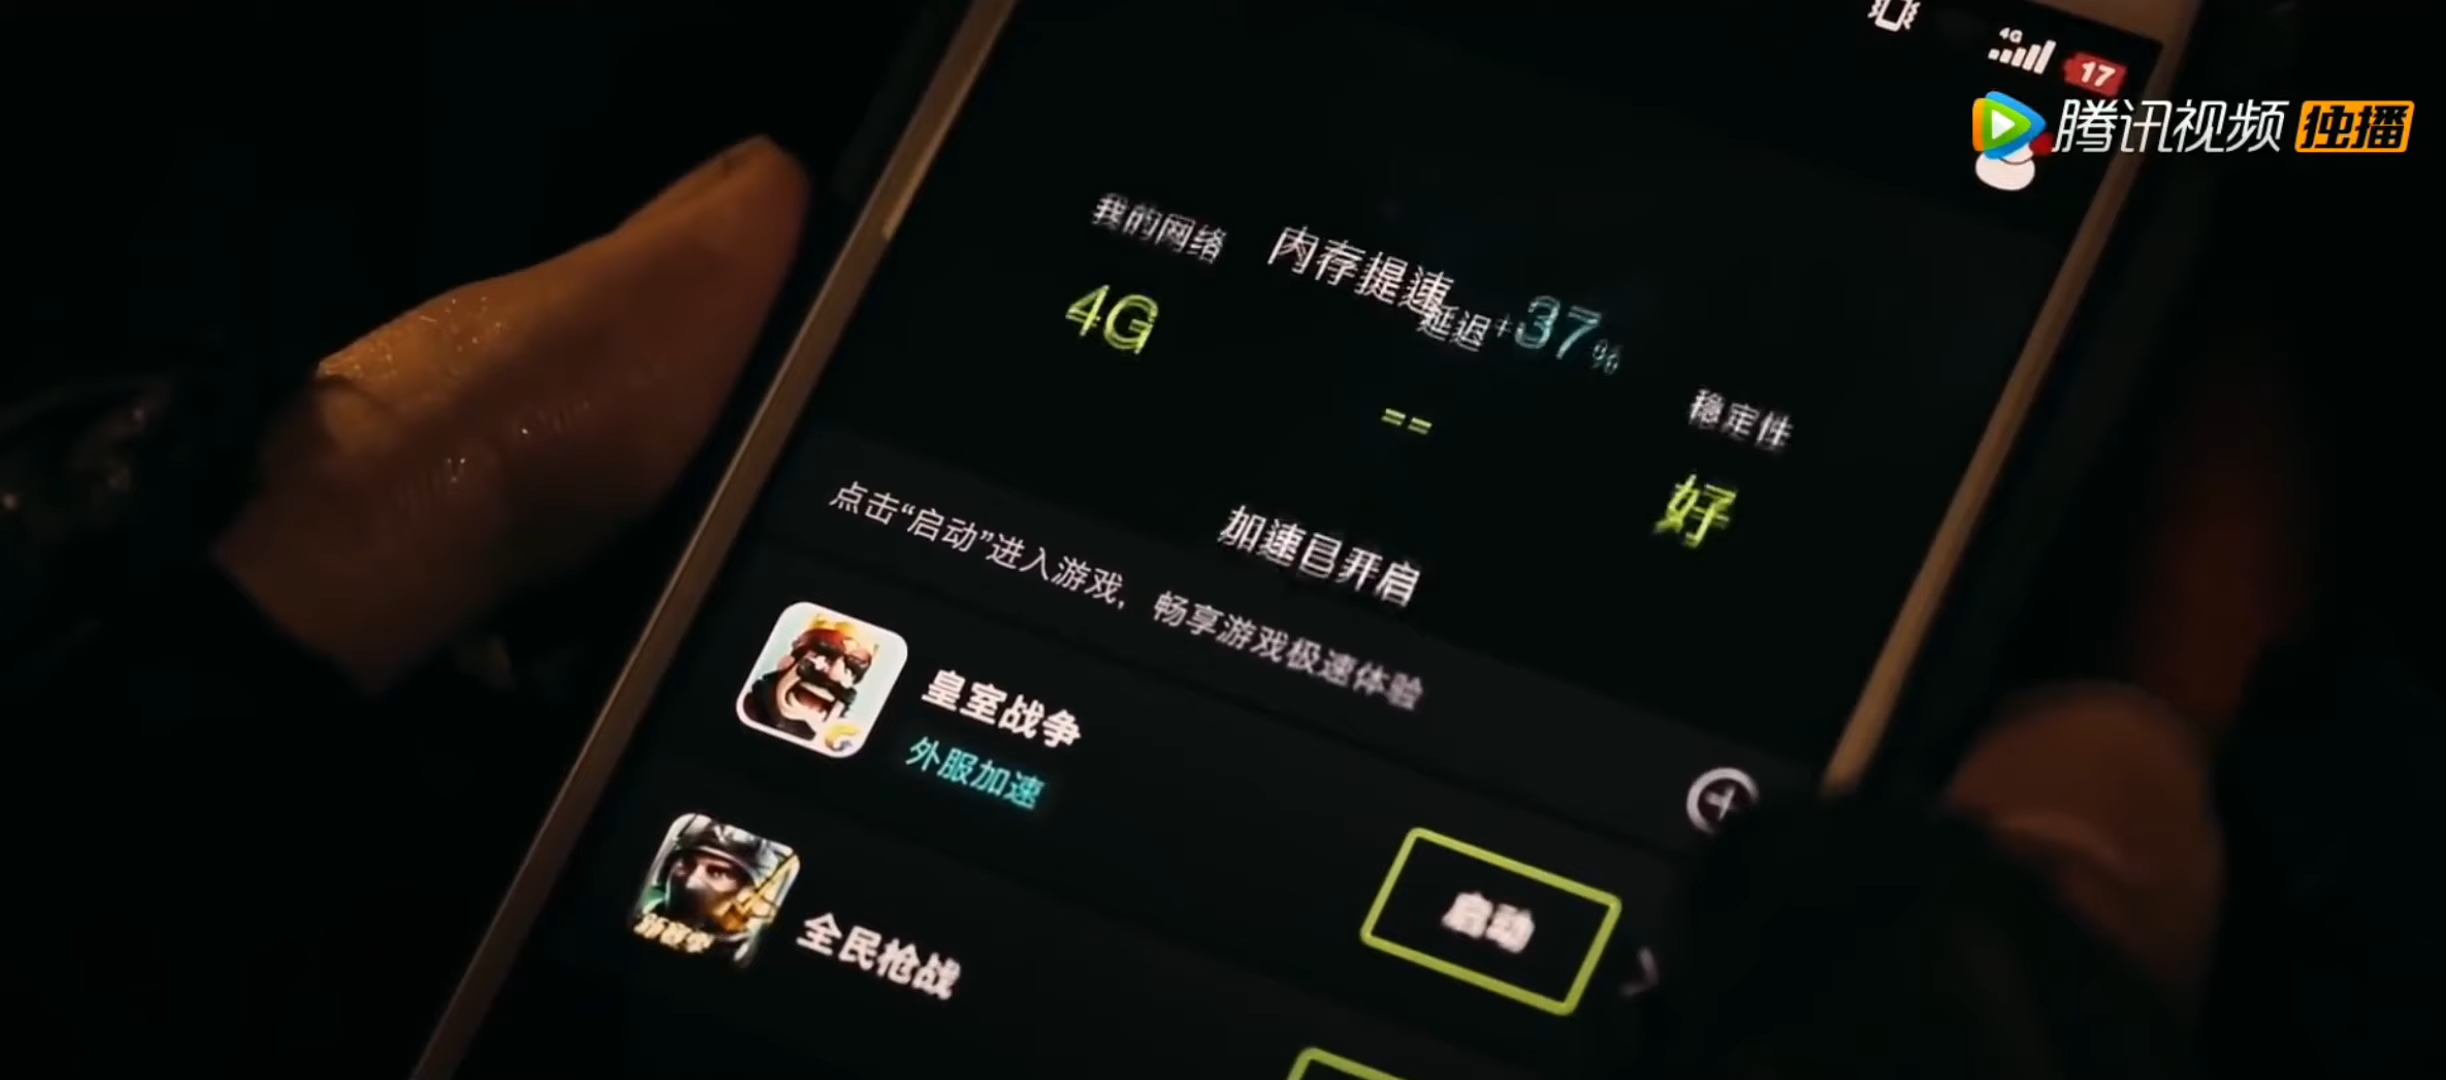 4G
17
腾讯视频 独播
我的网络
内存提速
+37%
延迟
4G
==
稳定性
好
加速已开启
点击“启动”进入游戏，畅享游戏极速体验
皇室战争
外服加速
启动
全民枪战